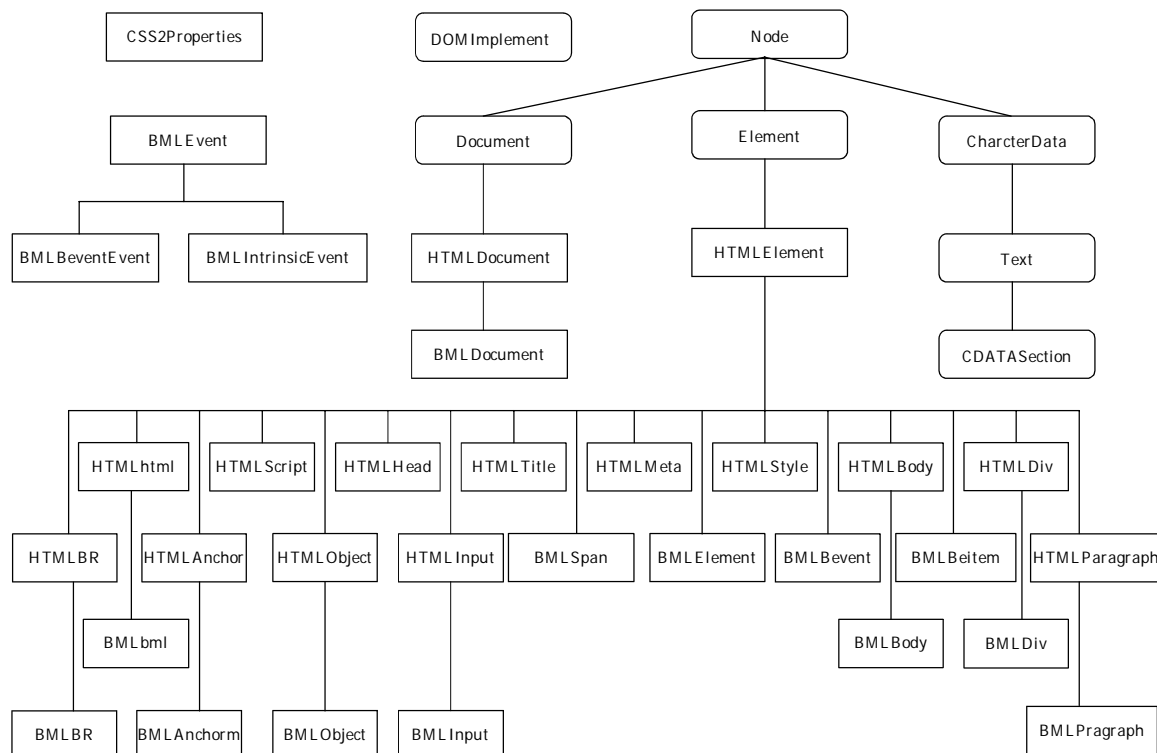 CSS2Properties
DOMImplement
Node
BMLEvent
Document
Element
CharcterData
BMLBeventEvent
BMLIntrinsicEvent
HTMLDocument
HTMLElement
Text
BMLDocument
CDATASection
HTMLhtml
HTMLScript
HTMLHead
HTMLTitle
HTMLMeta
HTMLStyle
HTMLBody
HTMLDiv
HTMLBR
HTMLAnchor
HTMLObject
HTMLInput
BMLSpan
BMLElement
BMLBevent
BMLBeitem
HTMLParagraph
BMLbml
BMLBody
BMLDiv
BMLBR
BMLAnchorm
BMLObject
BMLInput
BMLPragraph